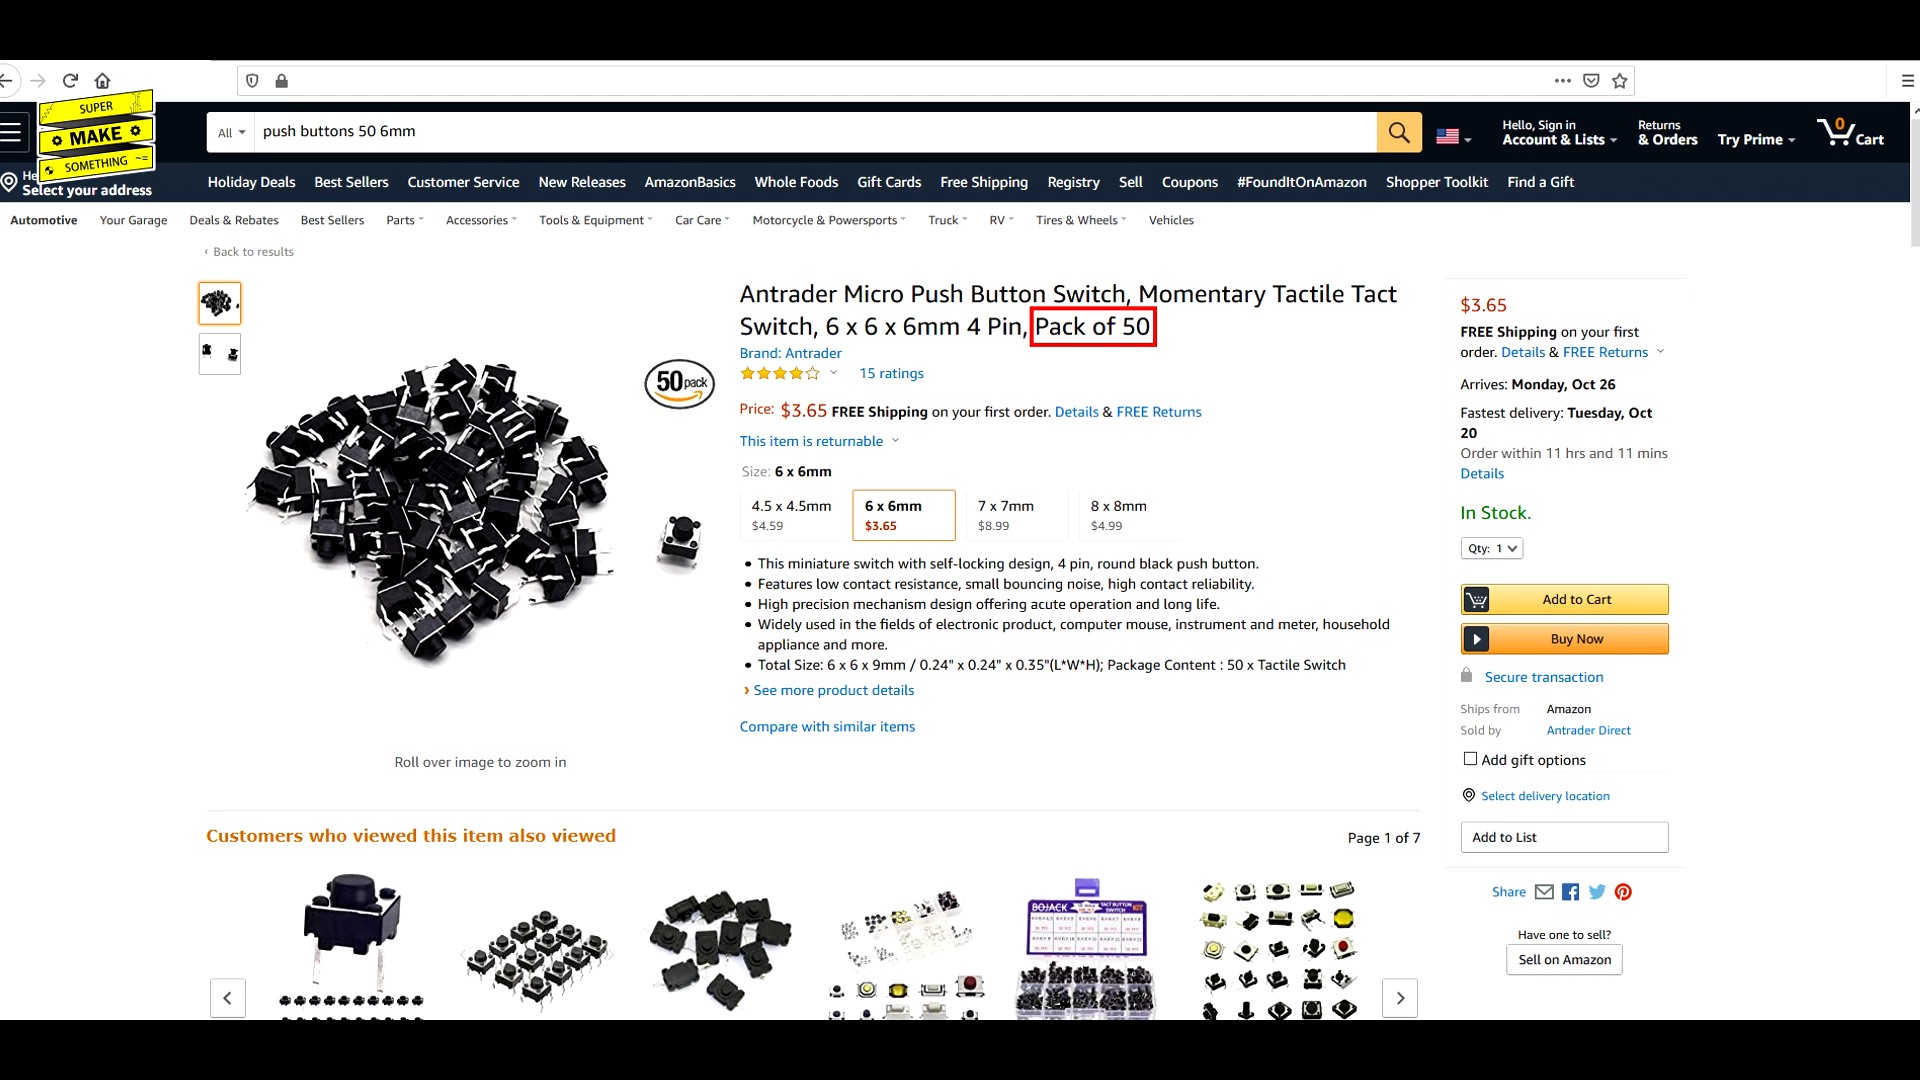 SUPER
MAKE
SOMETHING
All
push buttons 50 6mm
Hello, Sign in
Account & Lists
Returns
& Orders
Try Prime
0
Cart
He
Select your address
Holiday Deals
Best Sellers
Customer Service
New Releases
AmazonBasics
Whole Foods
Gift Cards
Free Shipping
Registry
Sell
Coupons
#FoundItOnAmazon
Shopper Toolkit
Find a Gift
Automotive
Your Garage
Deals & Rebates
Best Sellers
Parts
Accessories
Tools & Equipment
Car Care
Motorcycle & Powersports
Truck
RV
Tires & Wheels
Vehicles
‹ Back to results
50 pack
Roll over image to zoom in
Antrader Micro Push Button Switch, Momentary Tactile Tact
Switch, 6 x 6 x 6mm 4 Pin, Pack of 50
Brand: Antrader
15 ratings
Price: $3.65 FREE Shipping on your first order. Details & FREE Returns
This item is returnable
Size: 6 x 6mm
4.5 x 4.5mm
$4.59
6 x 6mm
$3.65
7 x 7mm
$8.99
8 x 8mm
$4.99
• This miniature switch with self-locking design, 4 pin, round black push button.
• Features low contact resistance, small bouncing noise, high contact reliability.
• High precision mechanism design offering acute operation and long life.
• Widely used in the fields of electronic product, computer mouse, instrument and meter, household
appliance and more.
• Total Size: 6 x 6 x 9mm / 0.24" x 0.24" x 0.35"(L*W*H); Package Content : 50 x Tactile Switch
› See more product details
Compare with similar items
$3.65
FREE Shipping on your first
order. Details & FREE Returns
Arrives: Monday, Oct 26
Fastest delivery: Tuesday, Oct
20
Order within 11 hrs and 11 mins
Details
In Stock.
Qty: 1
Add to Cart
Buy Now
Secure transaction
Ships from Amazon
Sold by Antrader Direct
Add gift options
Select delivery location
Add to List
Share
Have one to sell?
Sell on Amazon
Customers who viewed this item also viewed
Page 1 of 7
BOJACK
TACT BUTTON
SWITCH
KIT